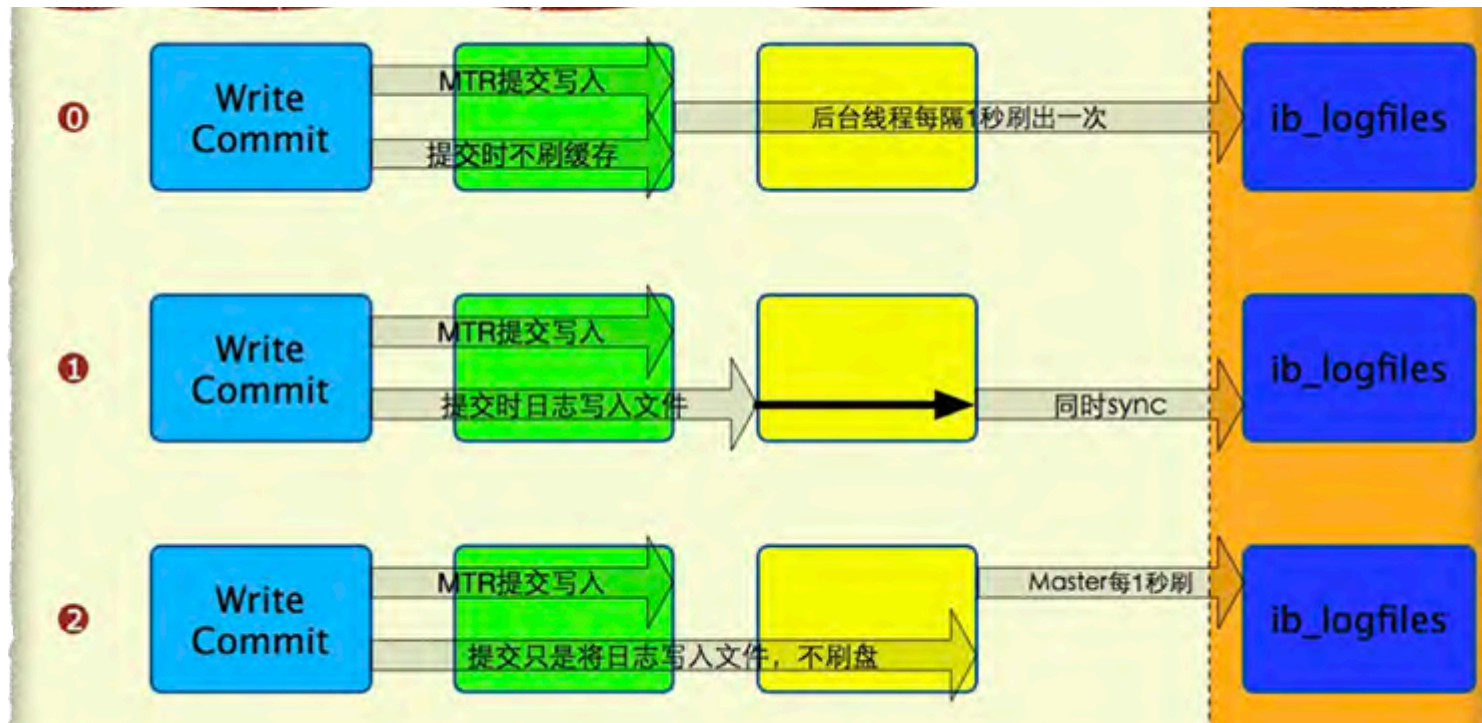 0
Write
Commit
MTR提交写入
提交时不刷缓存
后台线程每隔1秒刷出一次
ib_logfiles
1
Write
Commit
MTR提交写入
提交时日志写入文件
同时sync
ib_logfiles
2
Write
Commit
MTR提交写入
提交只是将日志写入文件，不刷盘
Master每1秒刷
ib_logfiles